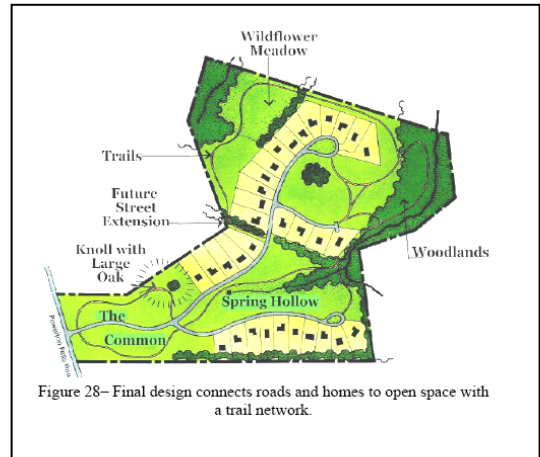 Wildflower
Meadow
Trails
Future
Street
Extension
Knoll with
Large
Oak
Woodlands
Spring Hollow
The
Common
Figure 28– Final design connects roads and homes to open space with
a trail network.